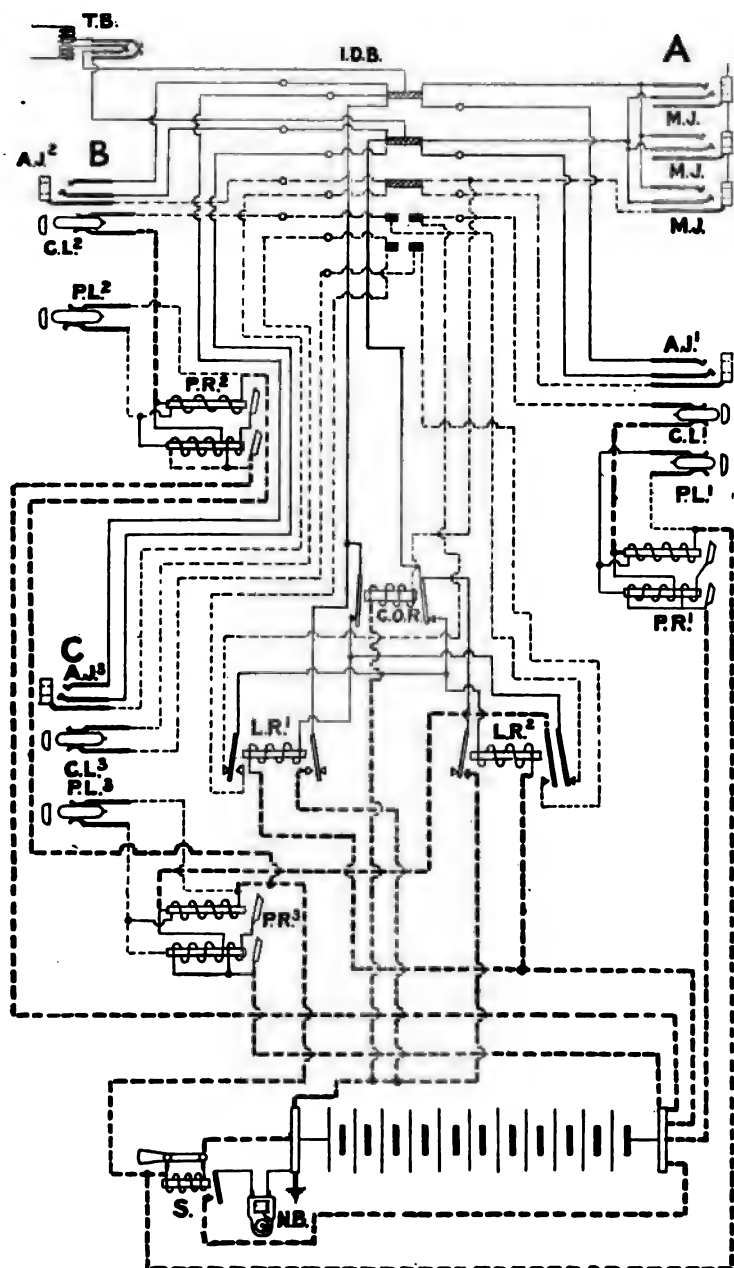 T.B.
I.D.B.
A
M.J.
M.J.
M.J.
A.J.²
B
C.L.²
P.L.²
P.R.²
A.J.¹
C.L.¹
P.L.¹
P.R.¹
C.O.R.
C
A.J.³
C.L.³
P.L.³
L.R.¹
L.R.²
P.R.³
S.
N.B.